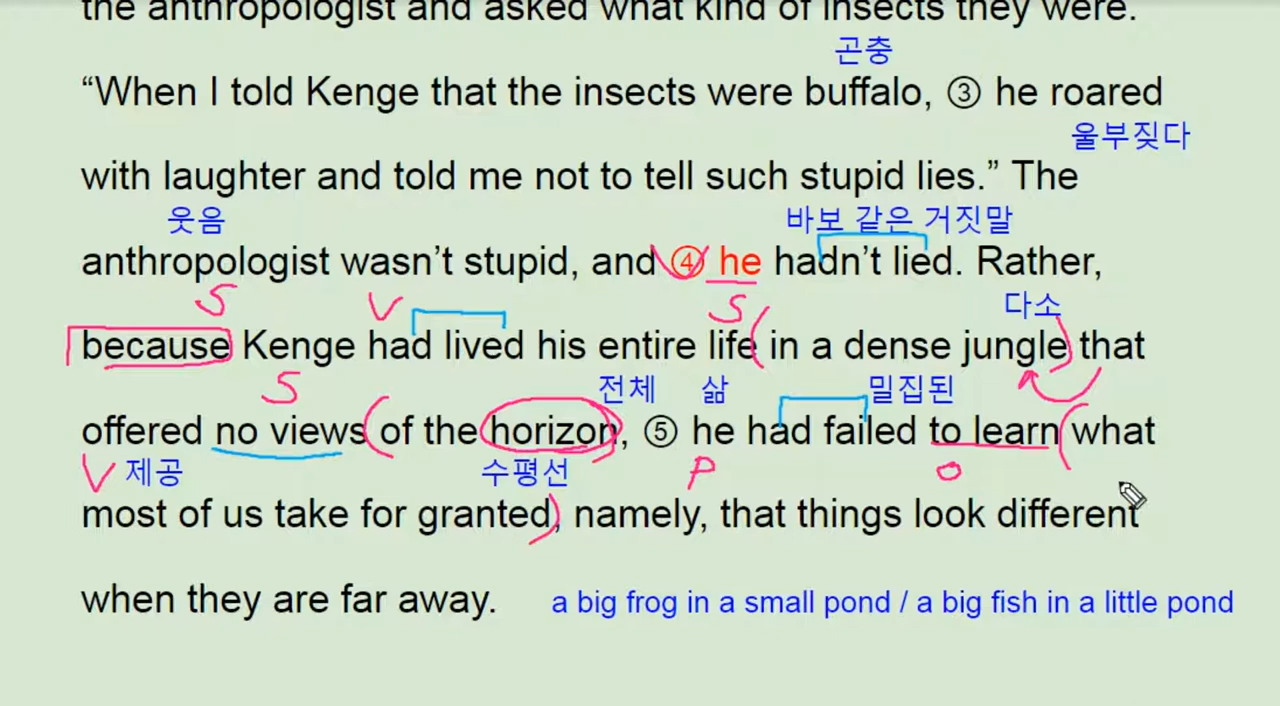 the anthropologist and asked what kind of insects they were.
곤충
“When I told Kenge that the insects were buffalo, ③ he roared
울부짖다
with laughter and told me not to tell such stupid lies.” The
웃음 바보 같은 거짓말
anthropologist wasn’t stupid, and ④ he hadn’t lied. Rather,
S V S 다소
because Kenge had lived his entire life in a dense jungle that
S 전체 삶 밀집된
offered no views of the horizon, ⑤ he had failed to learn what
V 제공 수평선 P O
most of us take for granted, namely, that things look different
when they are far away. a big frog in a small pond / a big fish in a little pond